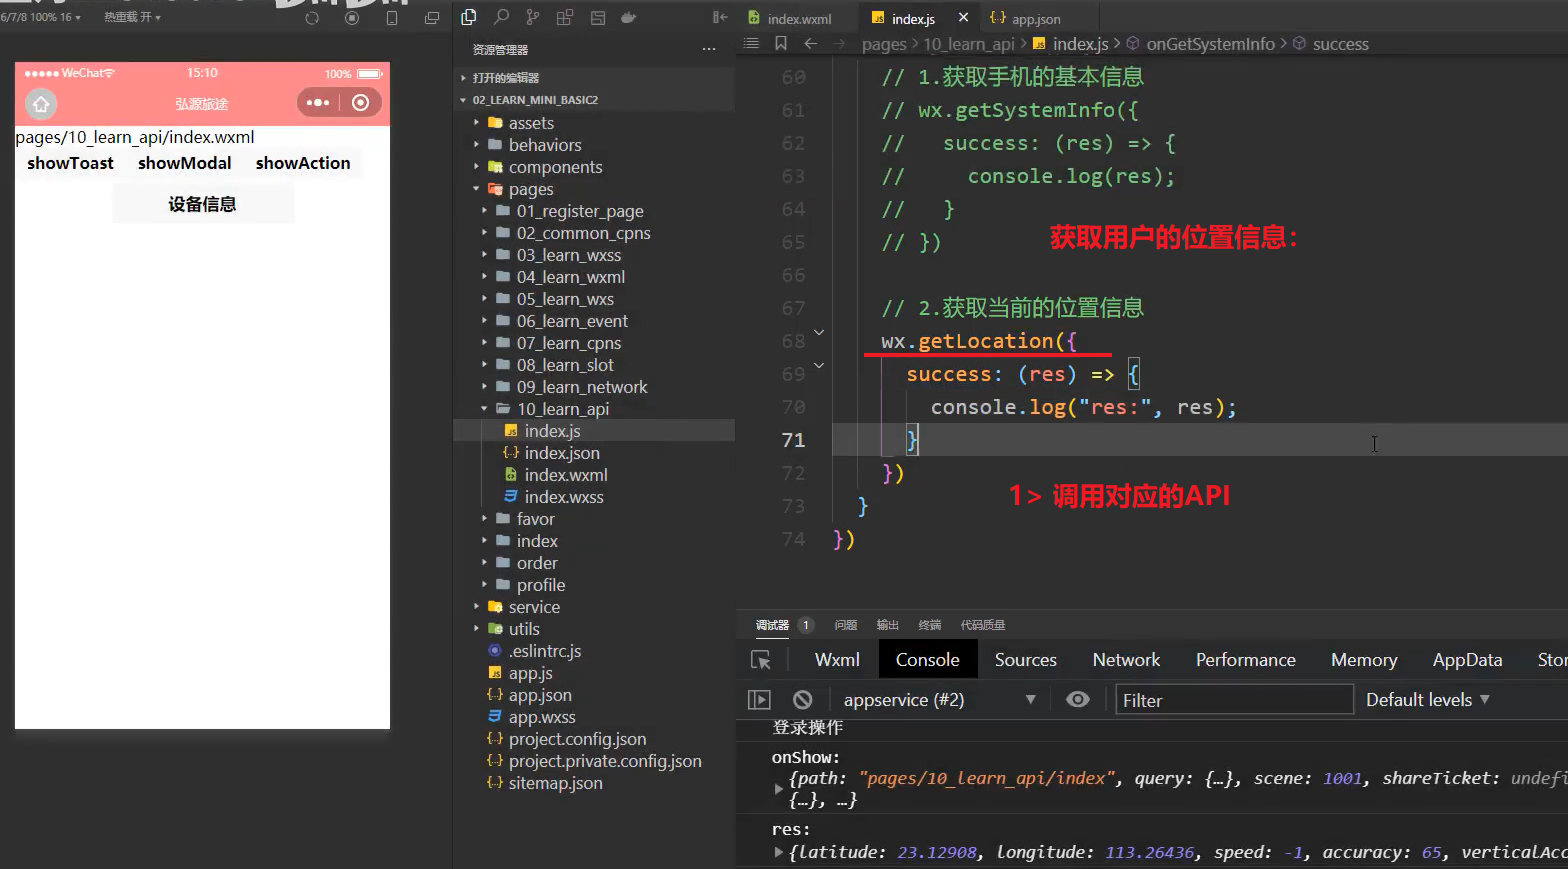 6/7/8 100% 16
热重载 开
●●●●● WeChat
15:10
100%
弘源旅途
pages/10_learn_api/index.wxml
showToast
showModal
showAction
设备信息
资源管理器
打开的编辑器
02_LEARN_MINI_BASIC2
assets
behaviors
components
pages
01_register_page
02_common_cpns
03_learn_wxss
04_learn_wxml
05_learn_wxs
06_learn_event
07_learn_cpns
08_learn_slot
09_learn_network
10_learn_api
index.js
index.json
index.wxml
index.wxss
favor
index
order
profile
service
utils
.eslintrc.js
app.js
app.json
app.wxss
project.config.json
project.private.config.json
sitemap.json
index.wxml
index.js
app.json
pages > 10_learn_api > index.js > onGetSystemInfo > success
60 // 1.获取手机的基本信息
61 // wx.getSystemInfo({
62 //   success: (res) => {
63 //     console.log(res);
64 //   }
65 // })
获取用户的位置信息：
66
67 // 2.获取当前的位置信息
68 wx.getLocation({
69   success: (res) => {
70     console.log("res:", res);
71   }
72 })
1> 调用对应的API
73 }
74 })
调试器 1
问题
输出
终端
代码质量
Wxml
Console
Sources
Network
Performance
Memory
AppData
Stor
appservice (#2)
Filter
Default levels
登录操作
onShow:
{path: "pages/10_learn_api/index", query: {…}, scene: 1001, shareTicket: undefi
{…}, …}
res:
{latitude: 23.12908, longitude: 113.26436, speed: -1, accuracy: 65, verticalAcc